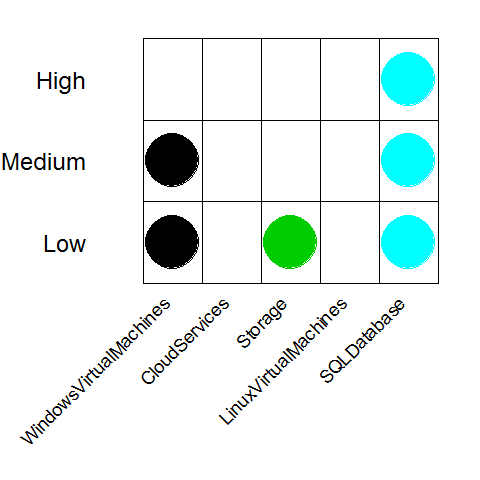 High
Medium
Low
WindowsVirtualMachines
CloudServices
Storage
LinuxVirtualMachines
SQLDatabase